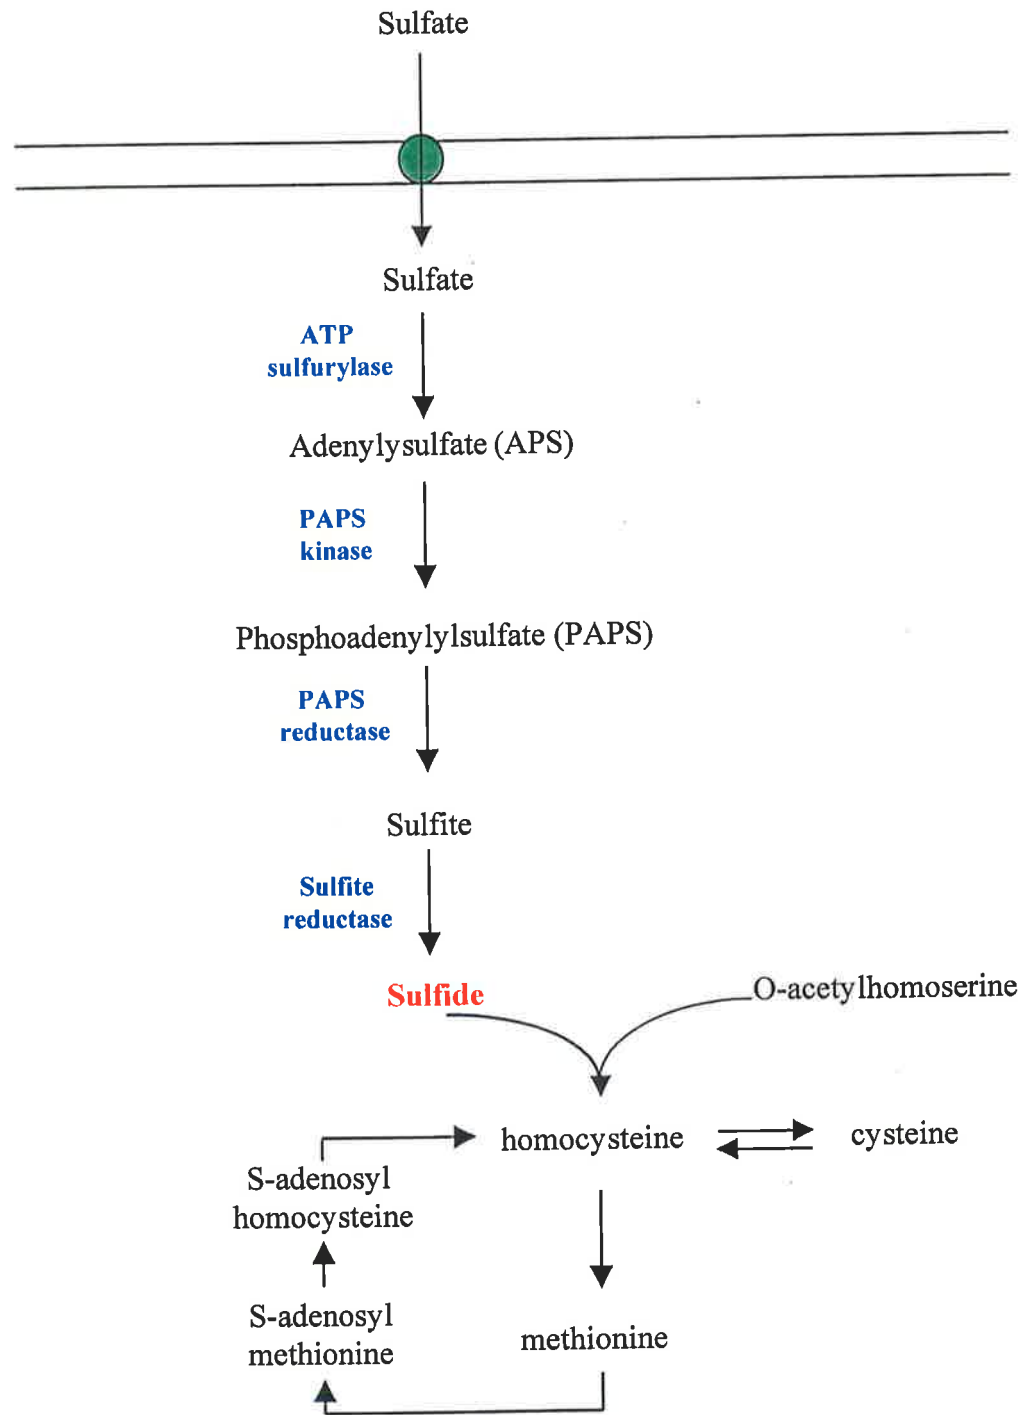 Sulfate
Sulfate
ATP
sulfurylase
Adenylysulfate (APS)
PAPS
kinase
Phosphoadenylylsulfate (PAPS)
PAPS
reductase
Sulfite
Sulfite
reductase
Sulfide
O-acetylhomoserine
homocysteine
cysteine
S-adenosyl
homocysteine
S-adenosyl
methionine
methionine